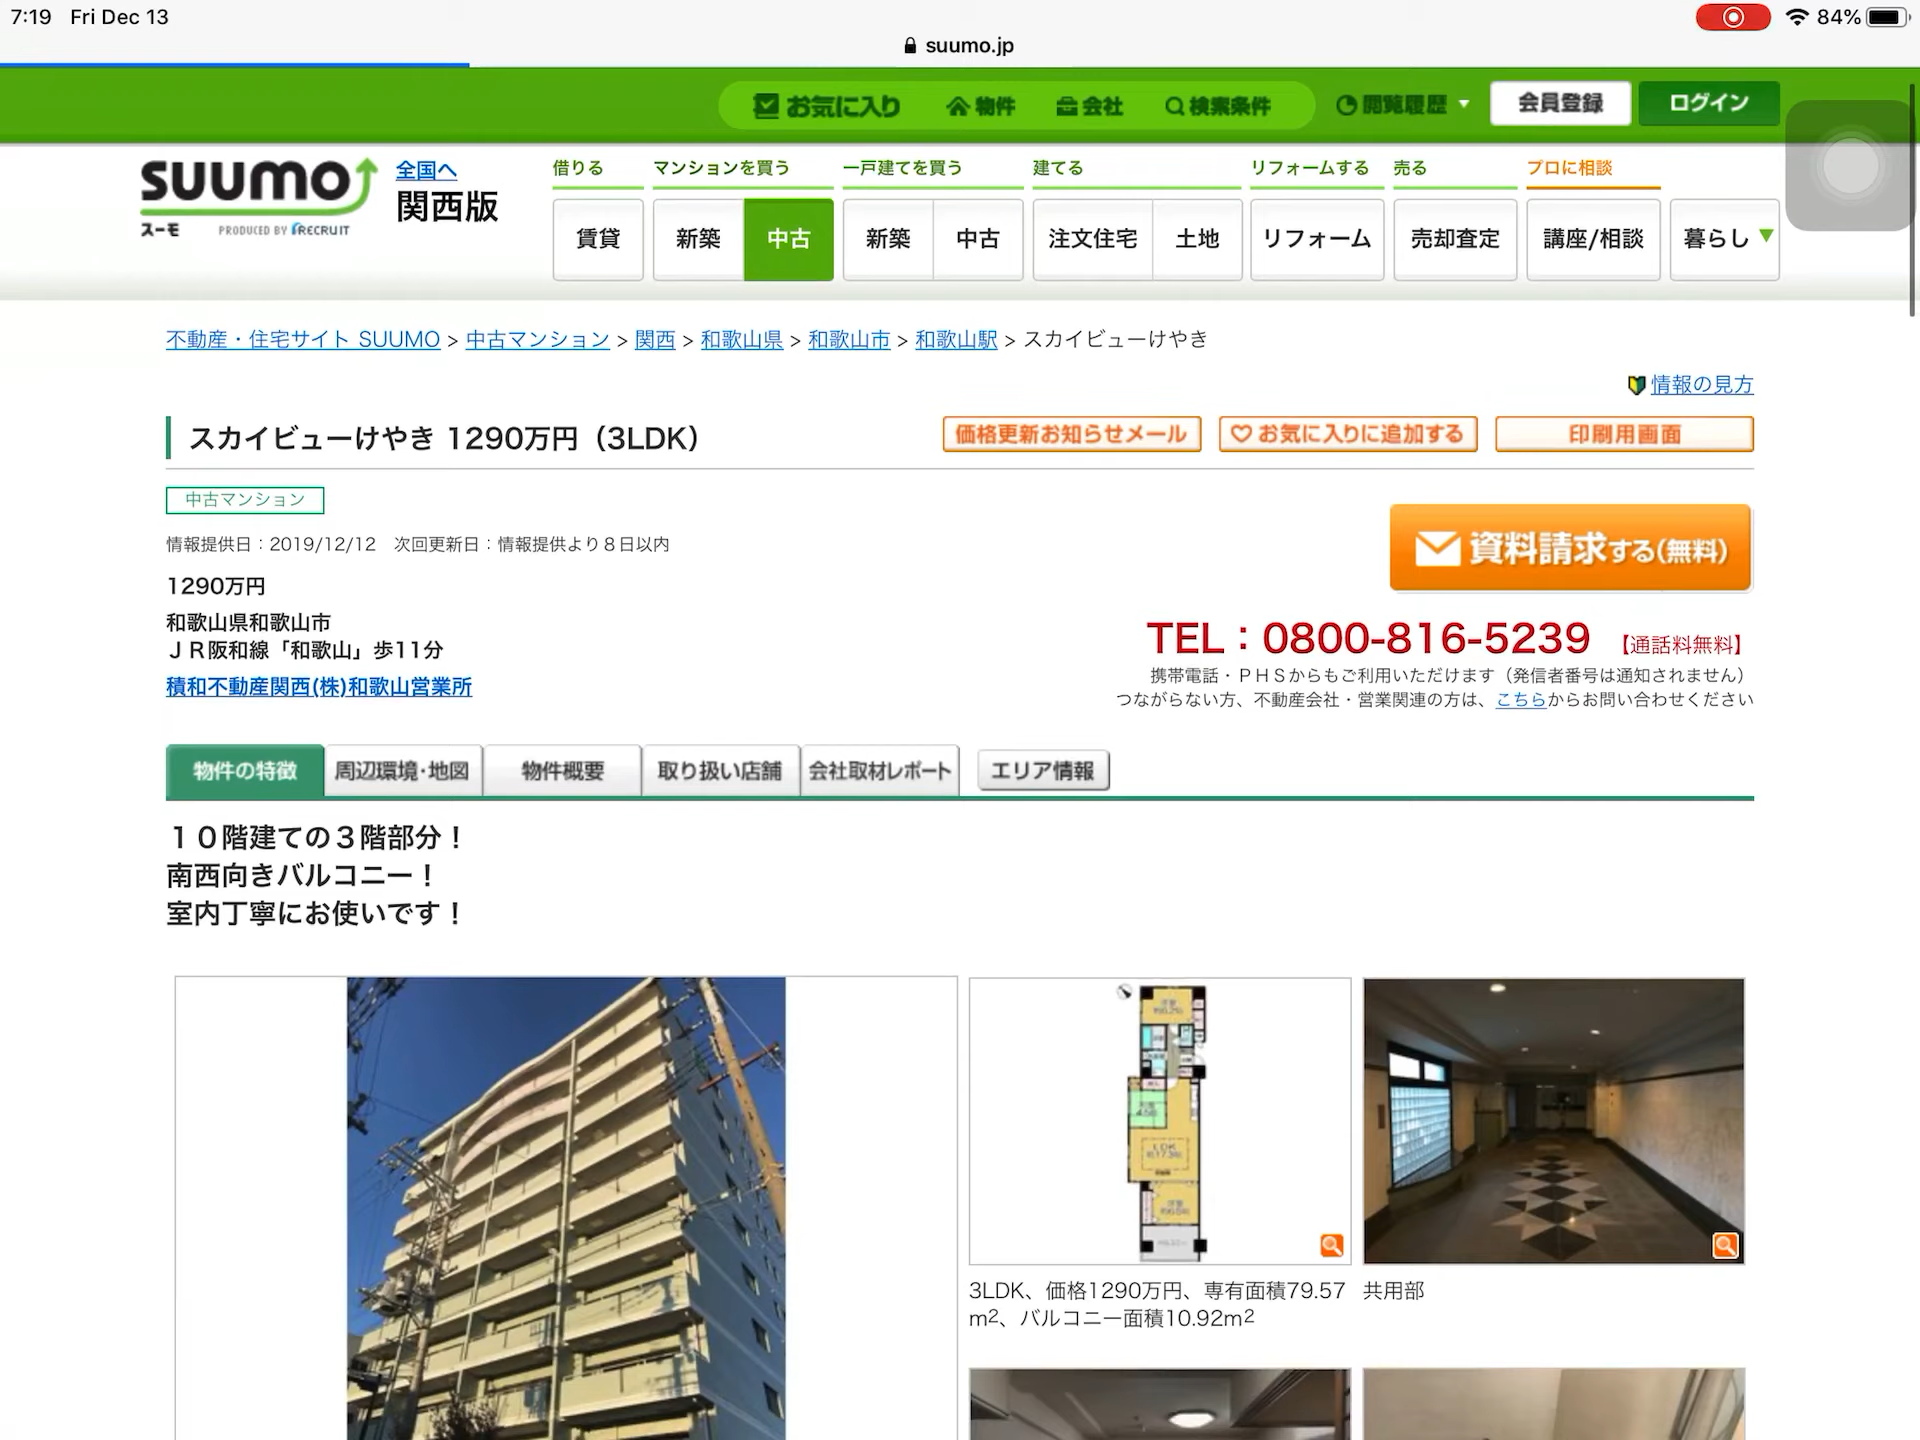 7:19 Fri Dec 13
84%
suumo.jp
お気に入り 物件 会社 検索条件 閲覧履歴 会員登録 ログイン
SUUMO
スーモ PRODUCED BY RECRUIT
全国へ
関西版
借りる マンションを買う 一戸建てを買う 建てる リフォームする 売る プロに相談
賃貸 新築 中古 新築 中古 注文住宅 土地 リフォーム 売却査定 講座/相談 暮らし
不動産・住宅サイト SUUMO > 中古マンション > 関西 > 和歌山県 > 和歌山市 > 和歌山駅 > スカイビューけやき
情報の見方
スカイビューけやき 1290万円（3LDK）
価格更新お知らせメール お気に入りに追加する 印刷用画面
中古マンション
情報提供日：2019/12/12 次回更新日：情報提供より８日以内
1290万円
和歌山県和歌山市
ＪＲ阪和線「和歌山」歩11分
積和不動産関西(株)和歌山営業所
資料請求する(無料)
TEL：0800-816-5239 【通話料無料】
携帯電話・ＰＨＳからもご利用いただけます（発信者番号は通知されません）
つながらない方、不動産会社・営業関連の方は、こちらからお問い合わせください
物件の特徴 周辺環境・地図 物件概要 取り扱い店舗 会社取材レポート エリア情報
１０階建ての３階部分！
南西向きバルコニー！
室内丁寧にお使いです！
LDK
3LDK、価格1290万円、専有面積79.57
m2、バルコニー面積10.92m2
共用部